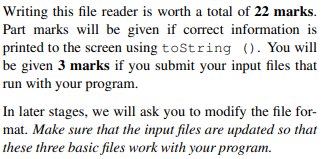 Writing this file reader is worth a total of 22 marks.
Part marks will be given if correct information is
printed to the screen using toString (). You will
be given 3 marks if you submit your input files that
run with your program.
In later stages, we will ask you to modify the file for-
mat. Make sure that the input files are updated so that
these three basic files work with your program.